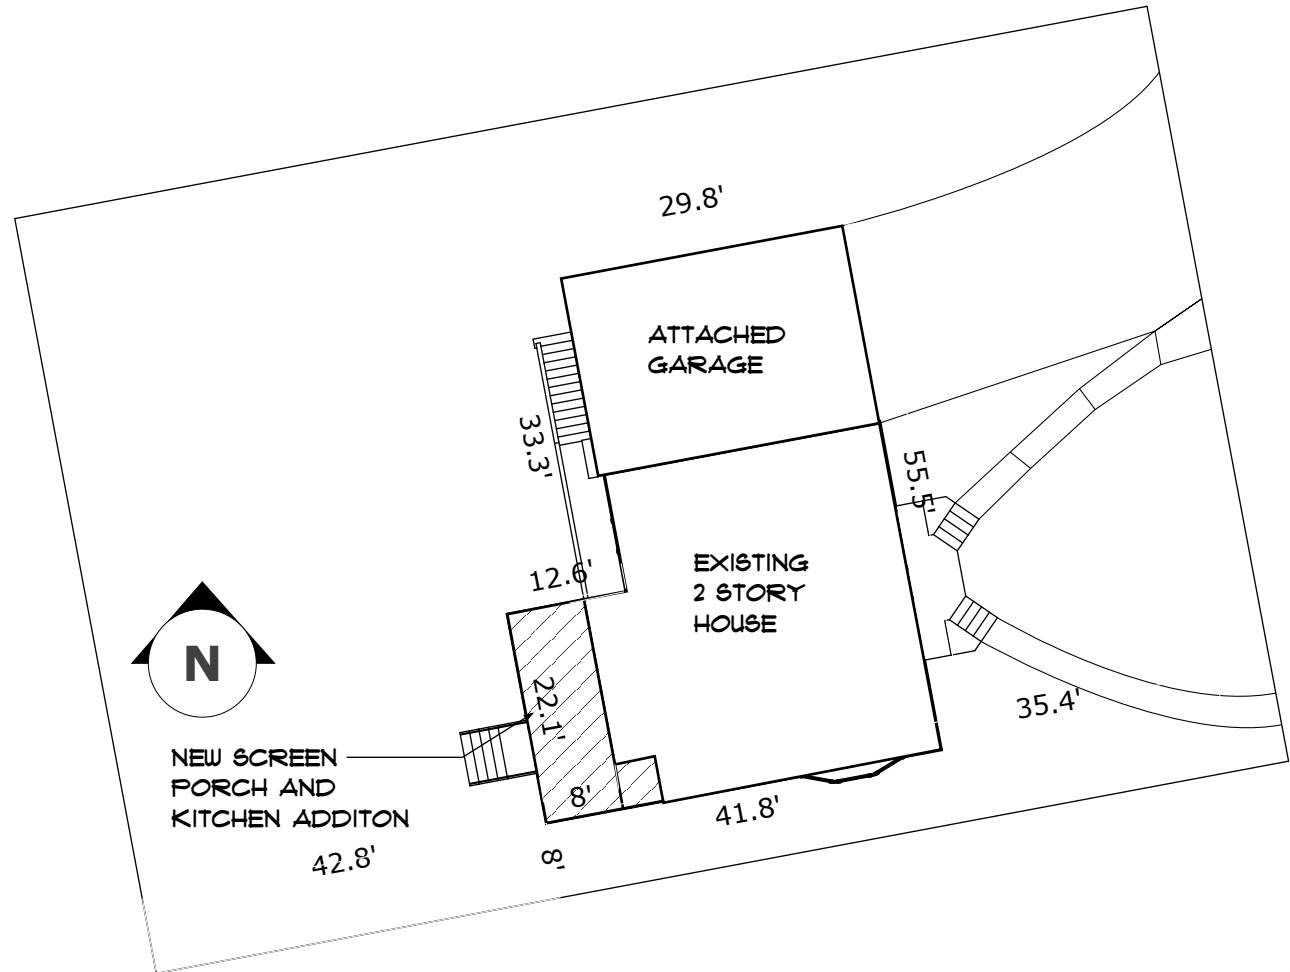 29.8'
ATTACHED
GARAGE
33.3'
55.5'
EXISTING
2 STORY
HOUSE
12.6'
N
22.1'
35.4'
NEW SCREEN
PORCH AND
KITCHEN ADDITON
8'
41.8'
42.8'
8'